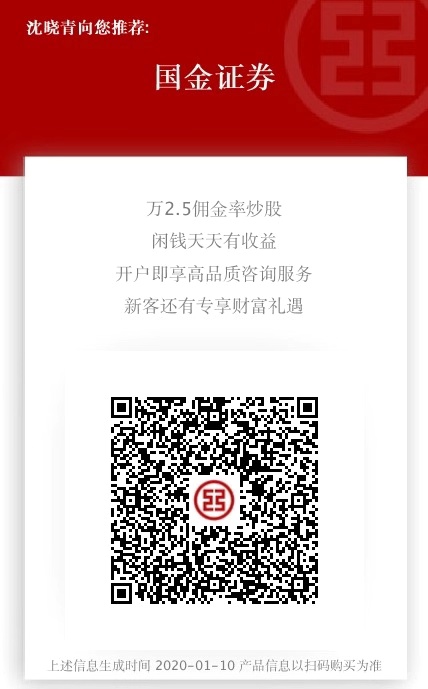 沈晓青向您推荐:
国金证券
万2.5佣金率炒股
闲钱天天有收益
开户即享高品质咨询服务
新客还有专享财富礼遇
上述信息生成时间 2020-01-10 产品信息以扫码购买为准